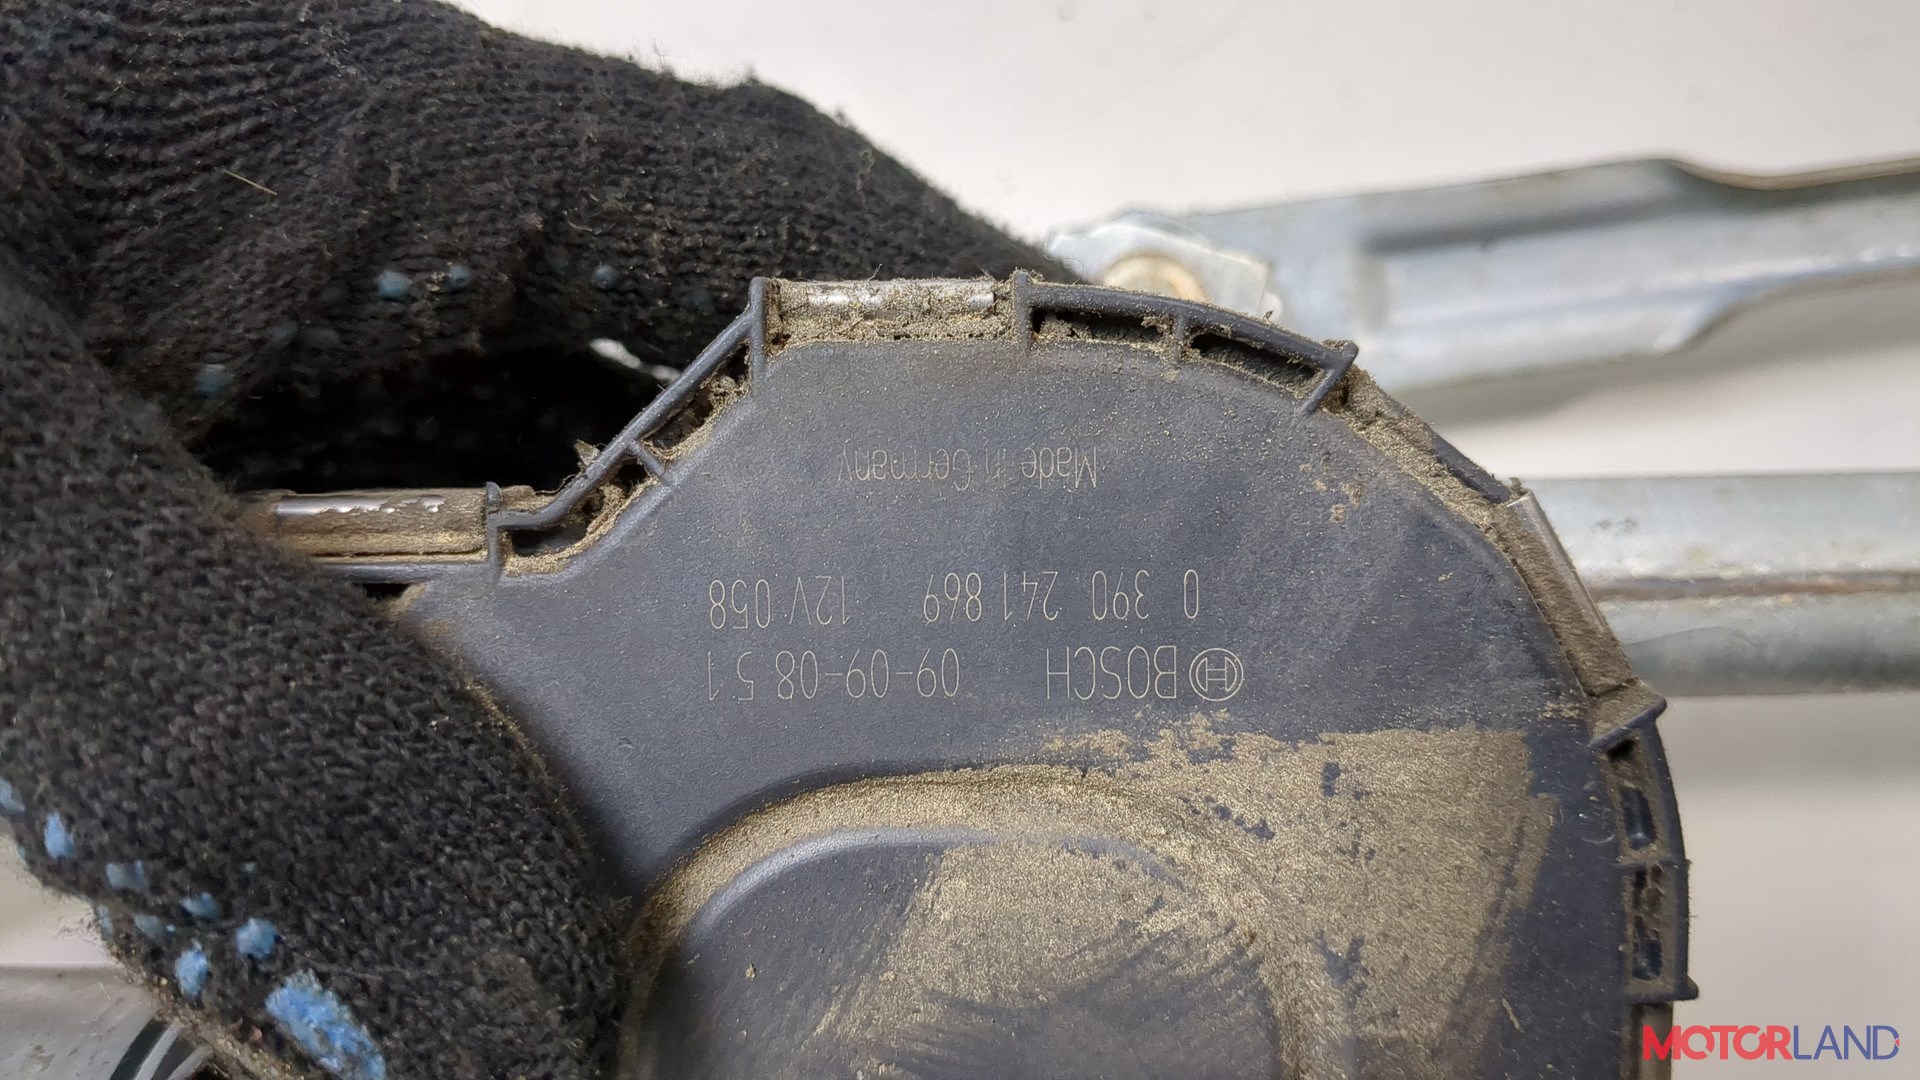 BOSCH 09-09-08 5 1
0 390 241 869 12V 058
Made in Germany
MOTORLAND